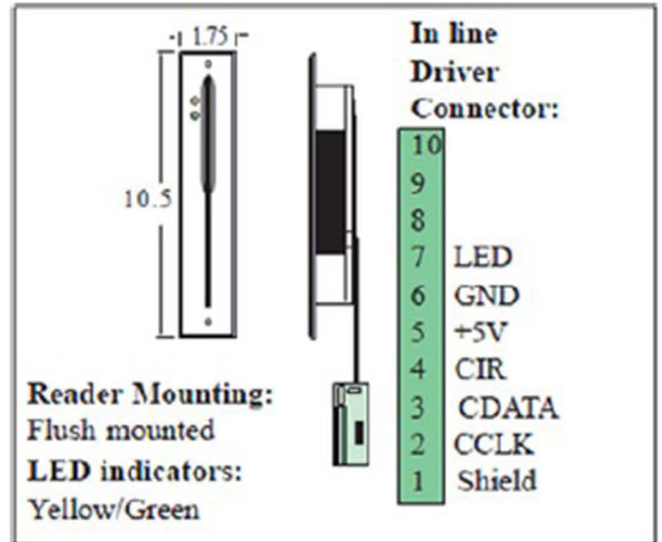 1.75
10.5
Reader Mounting:
Flush mounted
LED indicators:
Yellow/Green
In line
Driver
Connector:
10
9
8
7 LED
6 GND
5 +5V
4 CIR
3 CDATA
2 CCLK
1 Shield